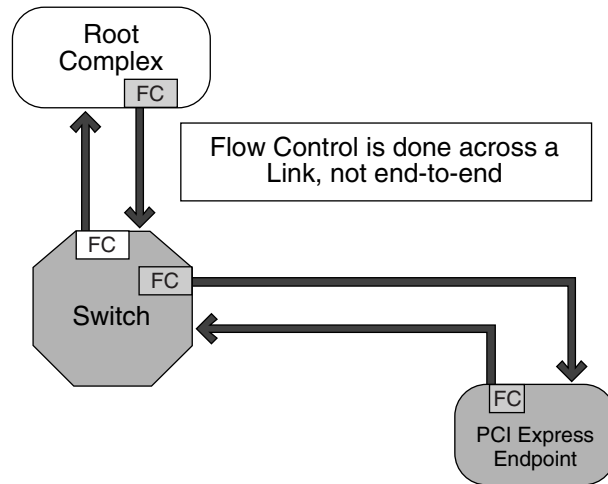 Root
Complex
FC
Flow Control is done across a
Link, not end-to-end
FC
FC
Switch
FC
PCI Express
Endpoint